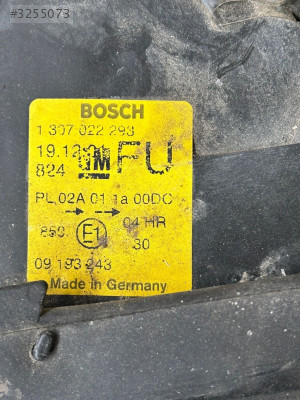 #3255073
BOSCH
1 307 022 293
19.12
824 GM FU
PL 02A 01 1a 00DC
E1 04 HR
30
09 193 243
Made in Germany